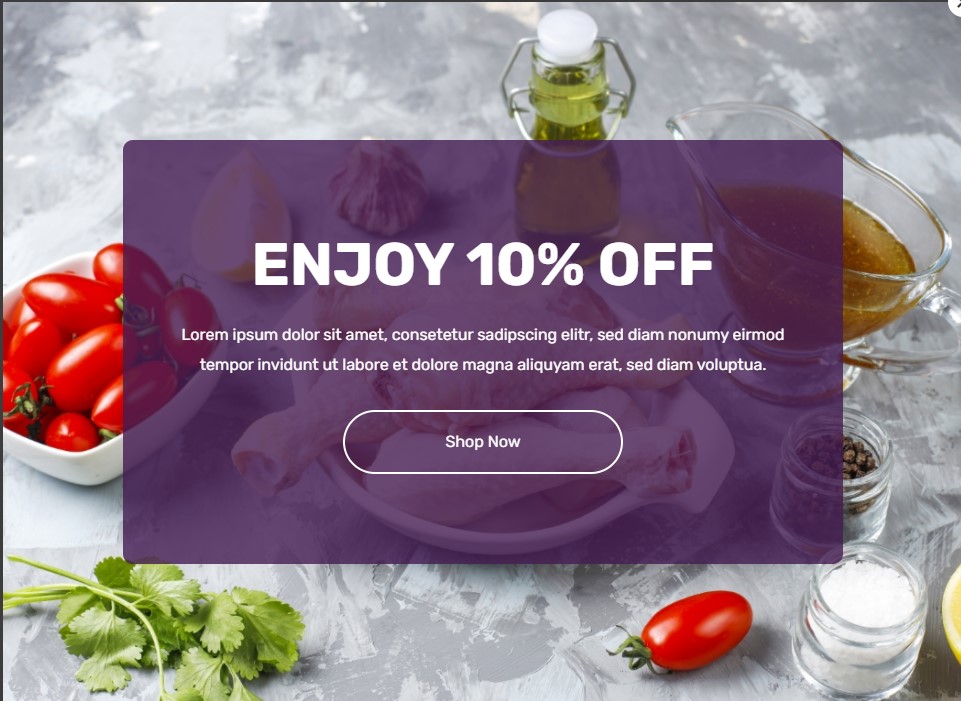 ENJOY 10% OFF
Lorem ipsum dolor sit amet, consetetur sadipscing elitr, sed diam nonumy eirmod
tempor invidunt ut labore et dolore magna aliquyam erat, sed diam voluptua.
Shop Now